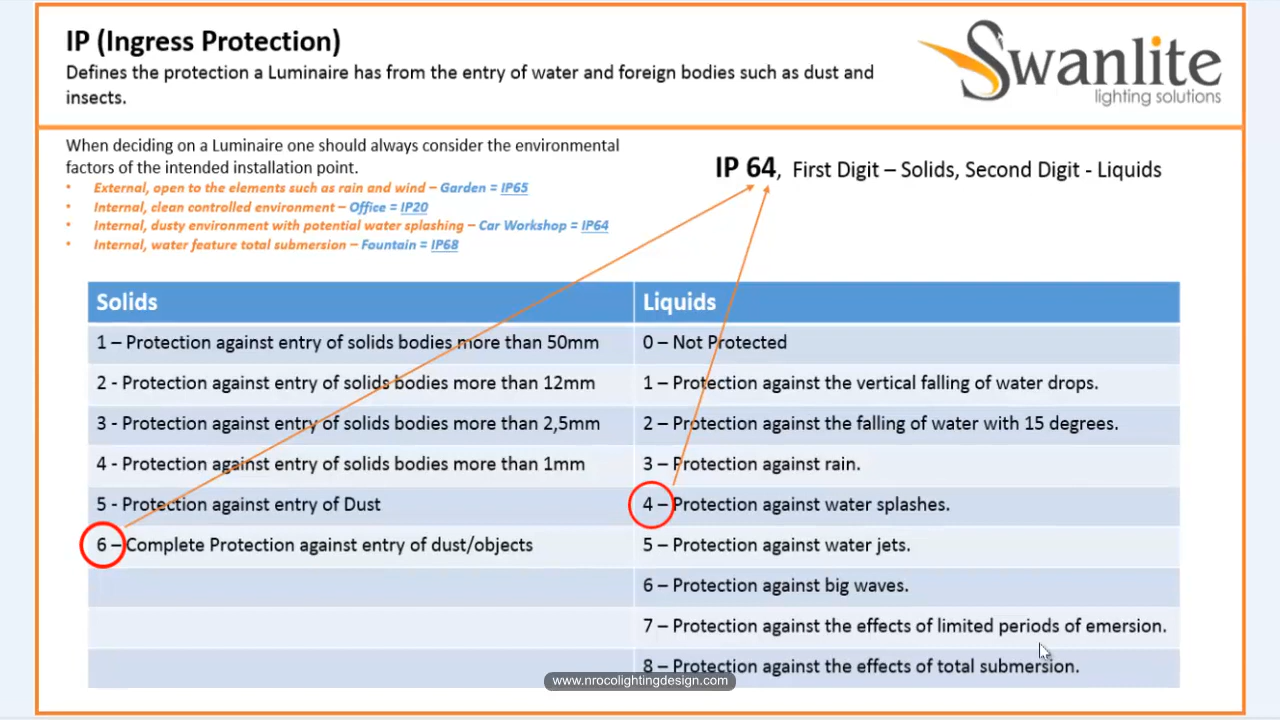 IP (Ingress Protection)
Defines the protection a Luminaire has from the entry of water and foreign bodies such as dust and
insects.
Swanlite
lighting solutions
When deciding on a Luminaire one should always consider the environmental
factors of the intended installation point.
• External, open to the elements such as rain and wind – Garden = IP65
• Internal, clean controlled environment – Office = IP20
• Internal, dusty environment with potential water splashing – Car Workshop = IP64
• Internal, water feature total submersion – Fountain = IP68
IP 64, First Digit – Solids, Second Digit - Liquids
Solids
Liquids
1 – Protection against entry of solids bodies more than 50mm
0 – Not Protected
2 - Protection against entry of solids bodies more than 12mm
1 – Protection against the vertical falling of water drops.
3 - Protection against entry of solids bodies more than 2,5mm
2 – Protection against the falling of water with 15 degrees.
4 - Protection against entry of solids bodies more than 1mm
3 – Protection against rain.
5 - Protection against entry of Dust
4 – Protection against water splashes.
6 – Complete Protection against entry of dust/objects
5 – Protection against water jets.
6 – Protection against big waves.
7 – Protection against the effects of limited periods of emersion.
8 – Protection against the effects of total submersion.
www.nrocolightingdesign.com